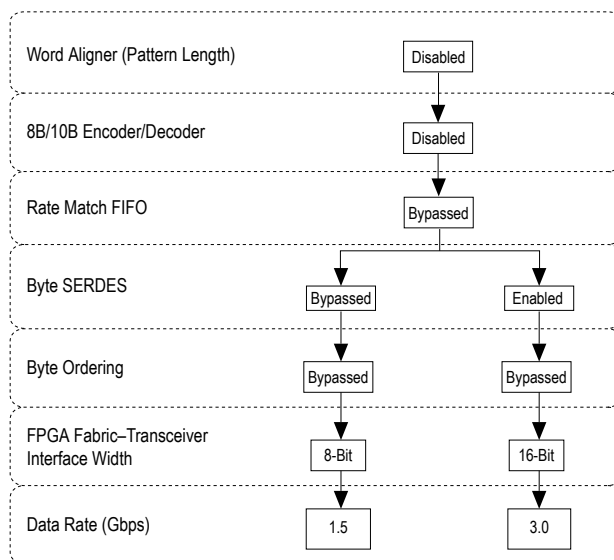 Word Aligner (Pattern Length)
Disabled
8B/10B Encoder/Decoder
Disabled
Rate Match FIFO
Bypassed
Byte SERDES
Bypassed
Enabled
Byte Ordering
Bypassed
Bypassed
FPGA Fabric–Transceiver
Interface Width
8-Bit
16-Bit
Data Rate (Gbps)
1.5
3.0